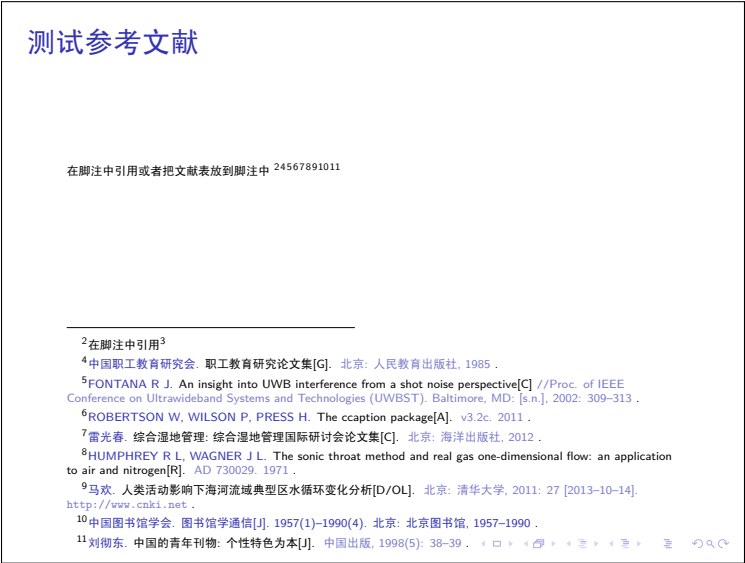 测试参考文献
在脚注中引用或者把文献表放到脚注中 24567891011
2在脚注中引用3
4中国职工教育研究会. 职工教育研究论文集[G]. 北京: 人民教育出版社, 1985 .
5FONTANA R J. An insight into UWB interference from a shot noise perspective[C] //Proc. of IEEE
Conference on Ultrawideband Systems and Technologies (UWBST). Baltimore, MD: [s.n.], 2002: 309–313 .
6ROBERTSON W, WILSON P, PRESS H. The ccaption package[A]. v3.2c. 2011 .
7雷光春. 综合湿地管理: 综合湿地管理国际研讨会论文集[C]. 北京: 海洋出版社, 2012 .
8HUMPHREY R L, WAGNER J L. The sonic throat method and real gas one-dimensional flow: an application
to air and nitrogen[R]. AD 730029. 1971 .
9马欢. 人类活动影响下海河流域典型区水循环变化分析[D/OL]. 北京: 清华大学, 2011: 27 [2013–10–14].
http://www.cnki.net .
10中国图书馆学会. 图书馆学通信[J]. 1957(1)–1990(4). 北京: 北京图书馆, 1957–1990 .
11刘彻东. 中国的青年刊物: 个性特色为本[J]. 中国出版, 1998(5): 38–39 .